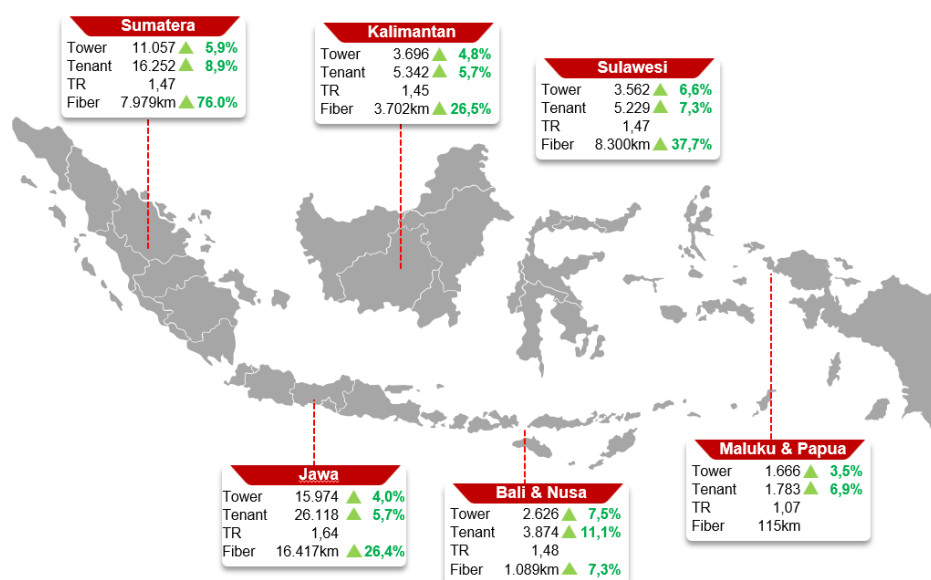 Sumatera
Tower 11.057 5,9%
Tenant 16.252 8,9%
TR 1,47
Fiber 7.979km 76.0%
Kalimantan
Tower 3.696 4,8%
Tenant 5.342 5,7%
TR 1,45
Fiber 3.702km 26,5%
Sulawesi
Tower 3.562 6,6%
Tenant 5.229 7,3%
TR 1,47
Fiber 8.300km 37,7%
Jawa
Tower 15.974 4,0%
Tenant 26.118 5,7%
TR 1,64
Fiber 16.417km 26,4%
Bali & Nusa
Tower 2.626 7,5%
Tenant 3.874 11,1%
TR 1,48
Fiber 1.089km 7,3%
Maluku & Papua
Tower 1.666 3,5%
Tenant 1.783 6,9%
TR 1,07
Fiber 115km